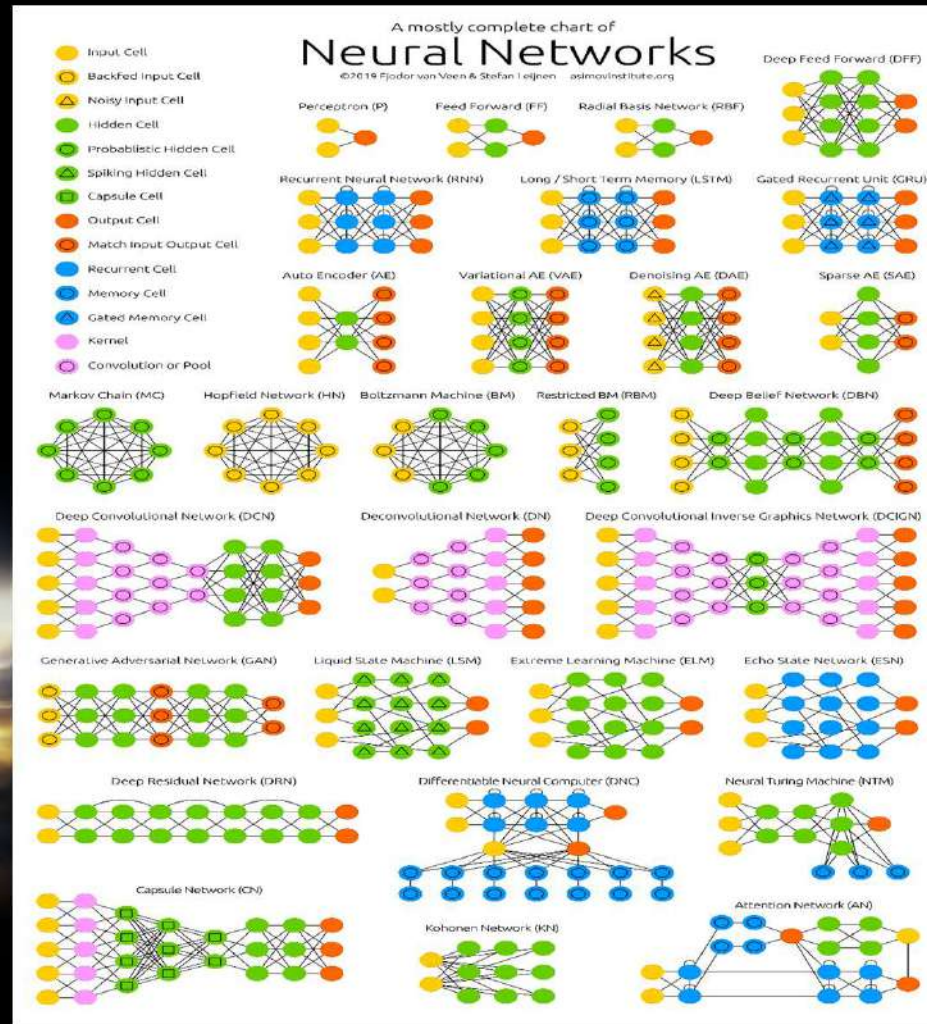 A mostly complete chart of
Neural Networks
©2019 Fjodor van Veen & Stefan Leijnen asimovinstitute.org
Input Cell
Backfed Input Cell
Noisy Input Cell
Hidden Cell
Probablistic Hidden Cell
Spiking Hidden Cell
Capsule Cell
Output Cell
Match Input Output Cell
Recurrent Cell
Memory Cell
Gated Memory Cell
Kernel
Convolution or Pool
Perceptron (P)
Feed Forward (FF)
Radial Basis Network (RBF)
Deep Feed Forward (DFF)
Recurrent Neural Network (RNN)
Long / Short Term Memory (LSTM)
Gated Recurrent Unit (GRU)
Auto Encoder (AE)
Variational AE (VAE)
Denoising AE (DAE)
Sparse AE (SAE)
Markov Chain (MC)
Hopfield Network (HN)
Boltzmann Machine (BM)
Restricted BM (RBM)
Deep Belief Network (DBN)
Deep Convolutional Network (DCN)
Deconvolutional Network (DN)
Deep Convolutional Inverse Graphics Network (DCIGN)
Generative Adversarial Network (GAN)
Liquid State Machine (LSM)
Extreme Learning Machine (ELM)
Echo State Network (ESN)
Deep Residual Network (DRN)
Differentiable Neural Computer (DNC)
Neural Turing Machine (NTM)
Capsule Network (CN)
Kohonen Network (KN)
Attention Network (AN)